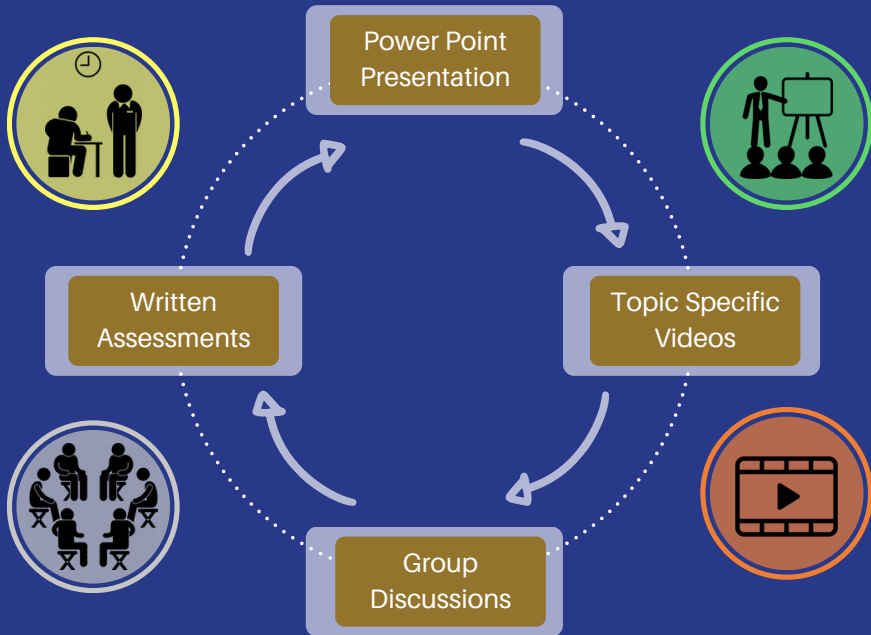 Power Point
Presentation
Written
Assessments
Topic Specific
Videos
Group
Discussions